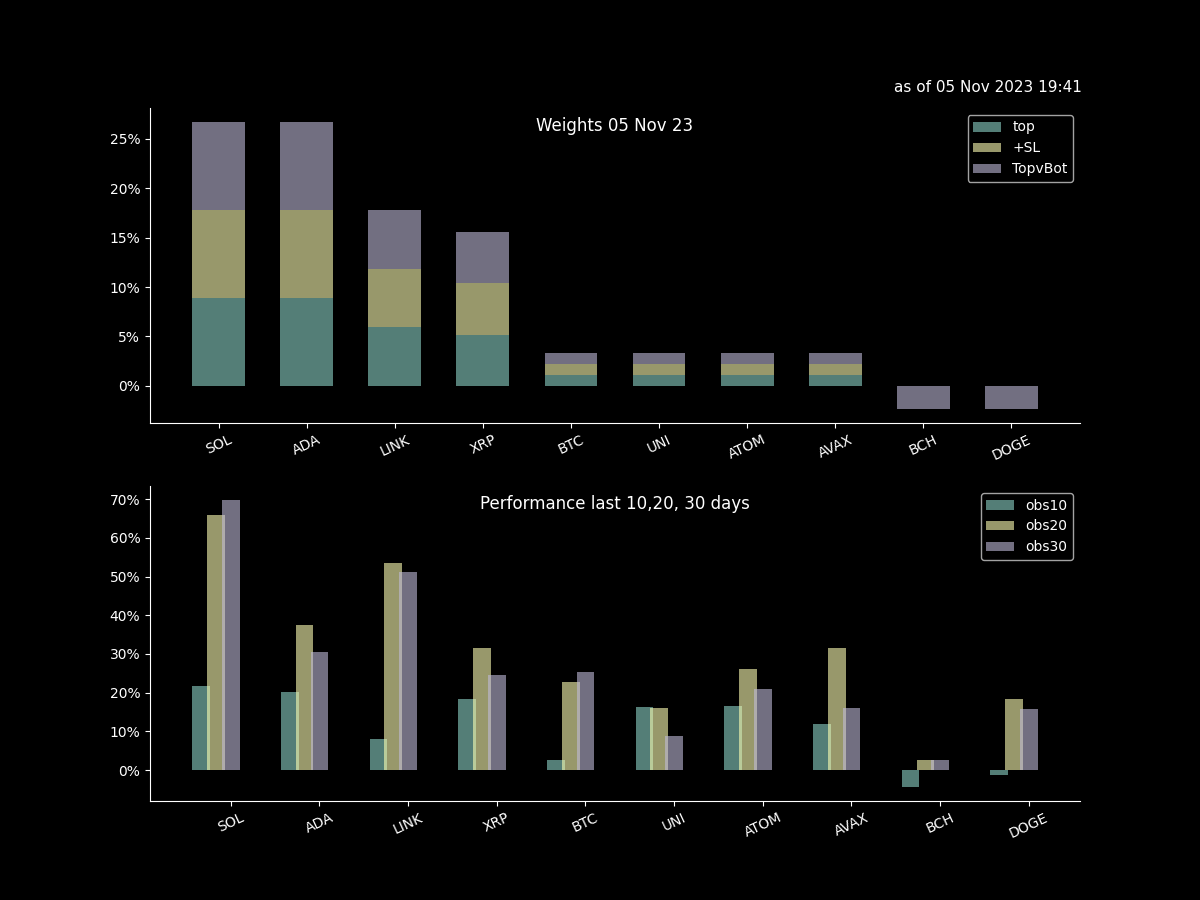 as of 05 Nov 2023 19:41
Weights 05 Nov 23
top
+SL
TopvBot
25%
20%
15%
10%
5%
0%
SOL ADA LINK XRP BTC UNI ATOM AVAX BCH DOGE
Performance last 10,20, 30 days
obs10
obs20
obs30
70%
60%
50%
40%
30%
20%
10%
0%
SOL ADA LINK XRP BTC UNI ATOM AVAX BCH DOGE